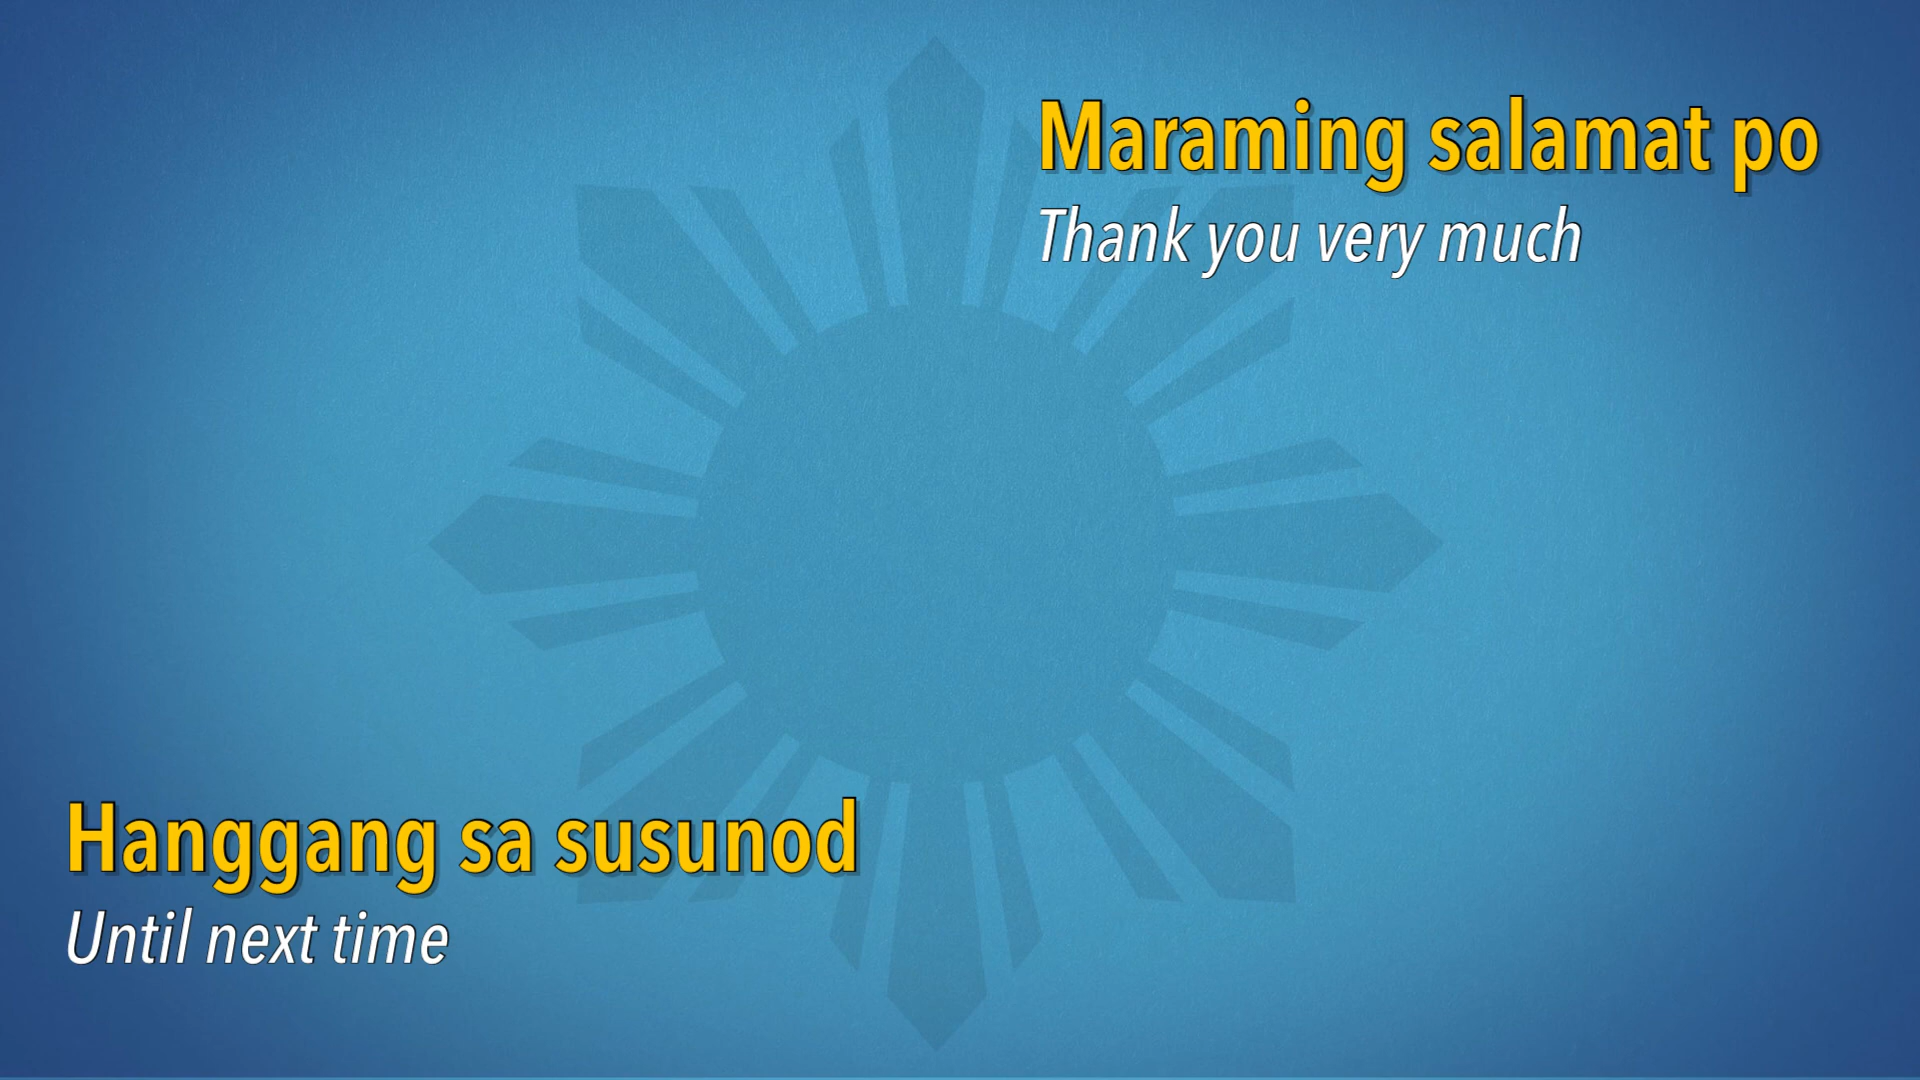 Maraming salamat po
Thank you very much
Hanggang sa susunod
Until next time